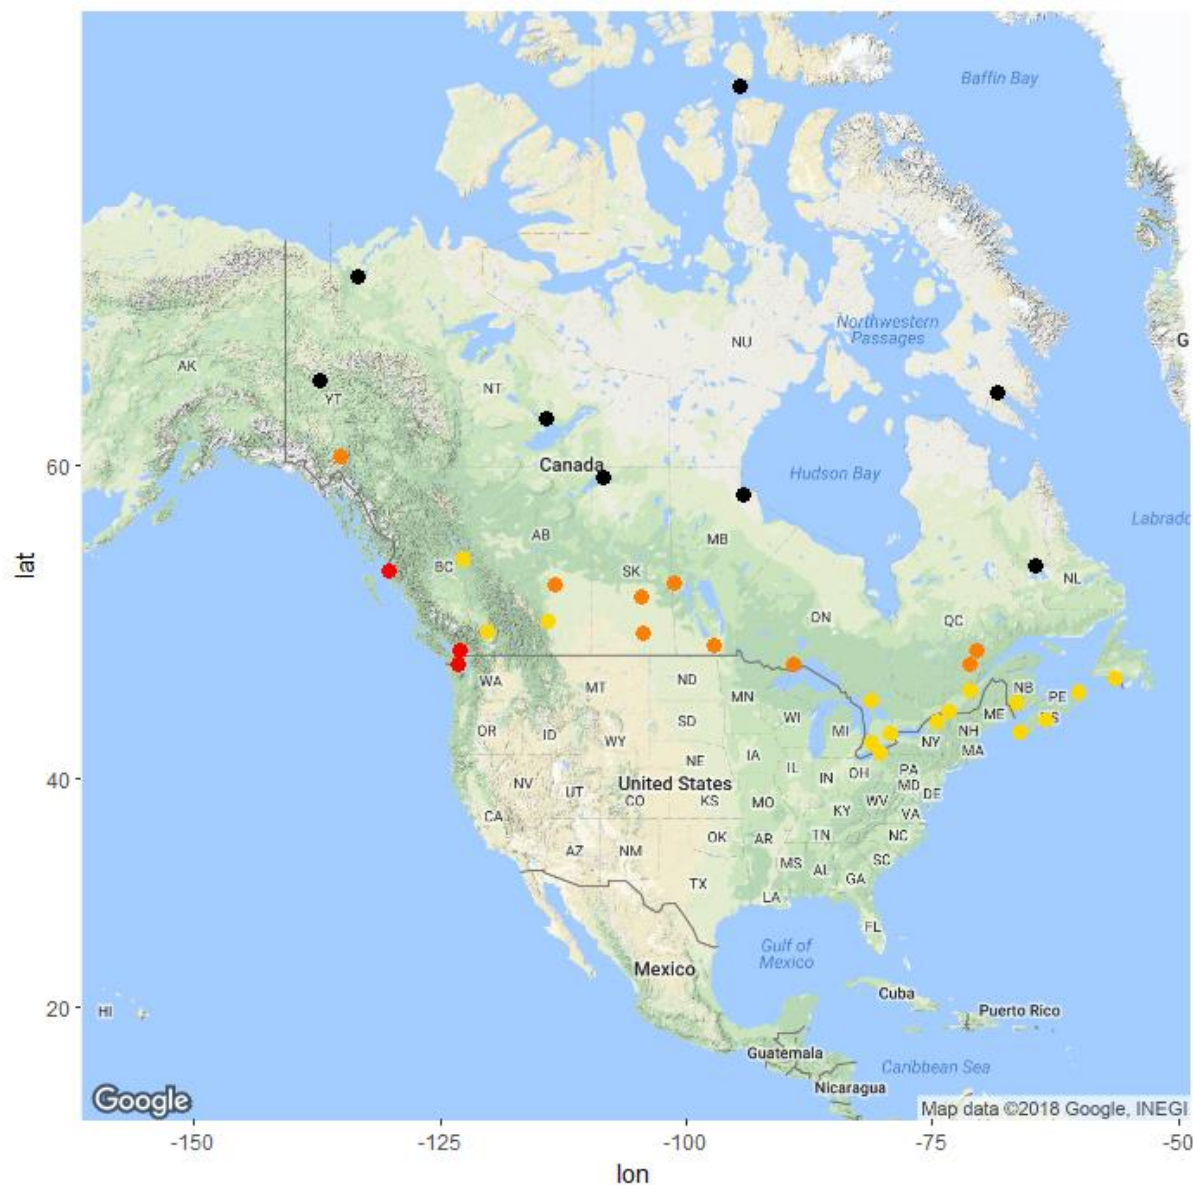 Baffin Bay
Northwestern
Passages
G
NU
AK
YT
NT
60
Canada
Hudson Bay
Labrado
AB
MB
SK
BC
NL
ON
QC
lat
WA
MT
ND
MN
NB
PE
ME
NS
OR
ID
WY
SD
WI
MI
NY
NH
MA
40
NV
UT
United States
CO
NE
KS
IA
IL
IN
OH
PA
MD
DE
CA
MO
KY
WV
VA
AZ
NM
OK
AR
TN
NC
SC
TX
MS
AL
GA
LA
FL
Gulf of
Mexico
Mexico
20
HI
Cuba
Puerto Rico
Guatemala
Caribbean Sea
Nicaragua
Google
Map data ©2018 Google, INEGI
-150
-125
-100
-75
-50
lon